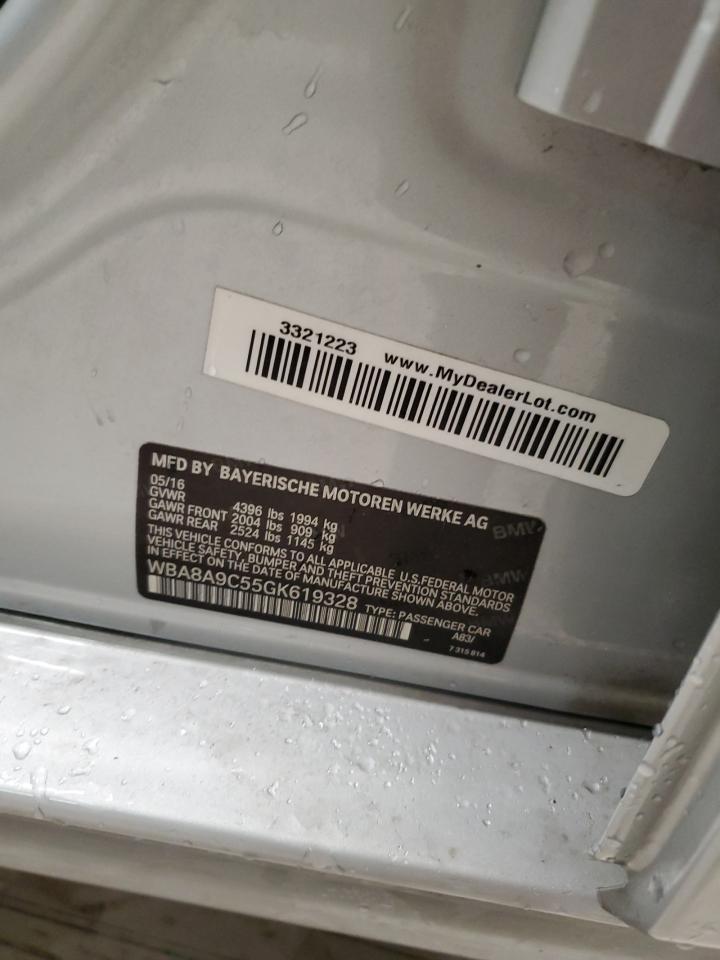 3321223 www.MyDealerLot.com
MFD BY BAYERISCHE MOTOREN WERKE AG
05/16
GVWR 4396 lbs 1994 kg
GAWR FRONT 2004 lbs 909 kg
GAWR REAR 2524 lbs 1145 kg
THIS VEHICLE CONFORMS TO ALL APPLICABLE U.S.FEDERAL MOTOR
VEHICLE SAFETY, BUMPER AND THEFT PREVENTION STANDARDS
IN EFFECT ON THE DATE OF MANUFACTURE SHOWN ABOVE.
WBA8A9C55GK619328 TYPE: PASSENGER CAR
A83/
7 315 814
BMW
BMW